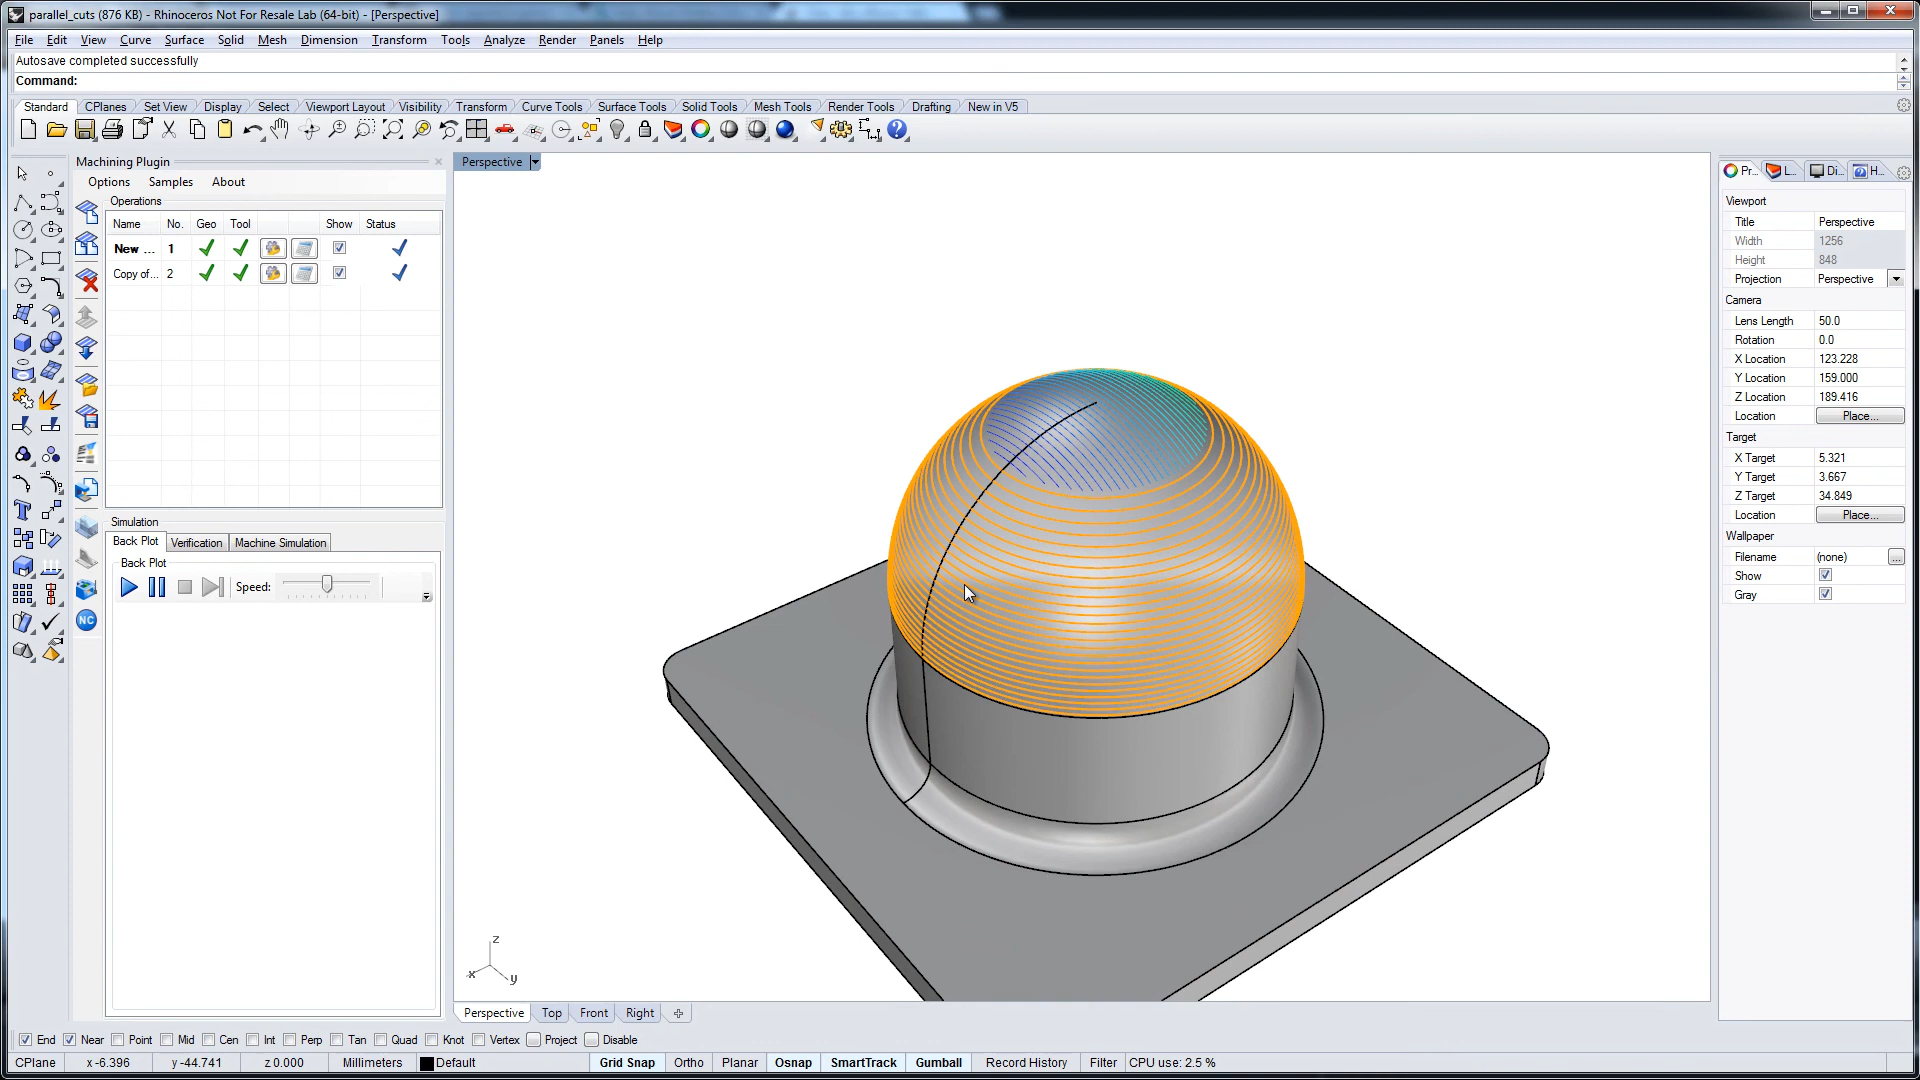 parallel_cuts (876 KB) - Rhinoceros Not For Resale Lab (64-bit) - [Perspective]
File Edit View Curve Surface Solid Mesh Dimension Transform Tools Analyze Render Panels Help
Autosave completed successfully
Command:
Standard CPlanes Set View Display Select Viewport Layout Visibility Transform Curve Tools Surface Tools Solid Tools Mesh Tools Render Tools Drafting New in V5
Machining Plugin
Options Samples About
Operations
Name No. Geo Tool Show Status
New ... 1
Copy of... 2
Simulation
Back Plot Verification Machine Simulation
Back Plot
Speed:
NC
Perspective
z
x
y
Pr... L... Di... H...
Viewport
Title Perspective
Width 1256
Height 848
Projection Perspective
Camera
Lens Length 50.0
Rotation 0.0
X Location 123.228
Y Location 159.000
Z Location 189.416
Location Place...
Target
X Target 5.321
Y Target 3.667
Z Target 34.849
Location Place...
Wallpaper
Filename (none) ...
Show
Gray
Perspective Top Front Right
End Near Point Mid Cen Int Perp Tan Quad Knot Vertex Project Disable
CPlane x -6.396 y -44.741 z 0.000 Millimeters Default Grid Snap Ortho Planar Osnap SmartTrack Gumball Record History Filter CPU use: 2.5 %